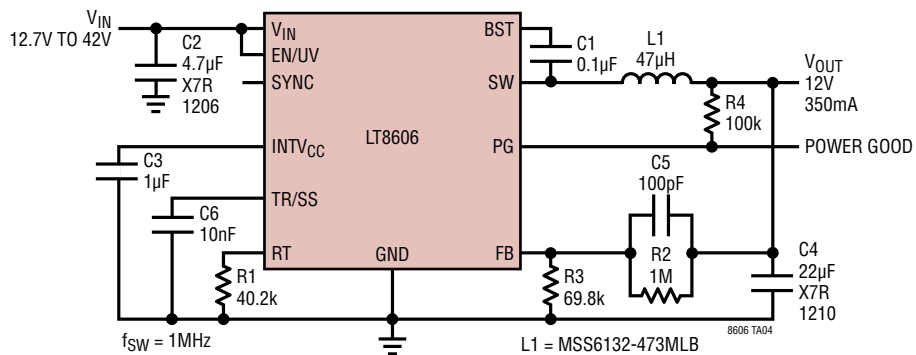 VIN
12.7V TO 42V
C2
4.7µF
X7R
1206
VIN
EN/UV
SYNC
INTVCC
TR/SS
RT
LT8606
GND
BST
SW
PG
FB
C1
0.1µF
L1
47µH
VOUT
12V
350mA
R4
100k
POWER GOOD
C3
1µF
C6
10nF
R1
40.2k
C5
100pF
R2
1M
R3
69.8k
C4
22µF
X7R
1210
8606 TA04
fSW = 1MHz
L1 = MSS6132-473MLB